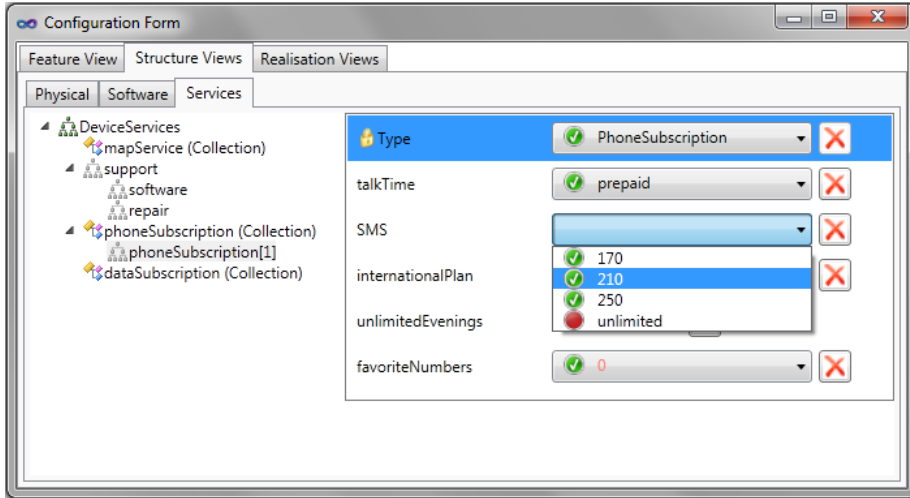 Configuration Form
Feature View Structure Views Realisation Views
Physical Software Services
DeviceServices
mapService (Collection)
support
software
repair
phoneSubscription (Collection)
phoneSubscription[1]
dataSubscription (Collection)
Type PhoneSubscription
talkTime prepaid
SMS
170
internationalPlan 210
250
unlimitedEvenings unlimited
favoriteNumbers 0